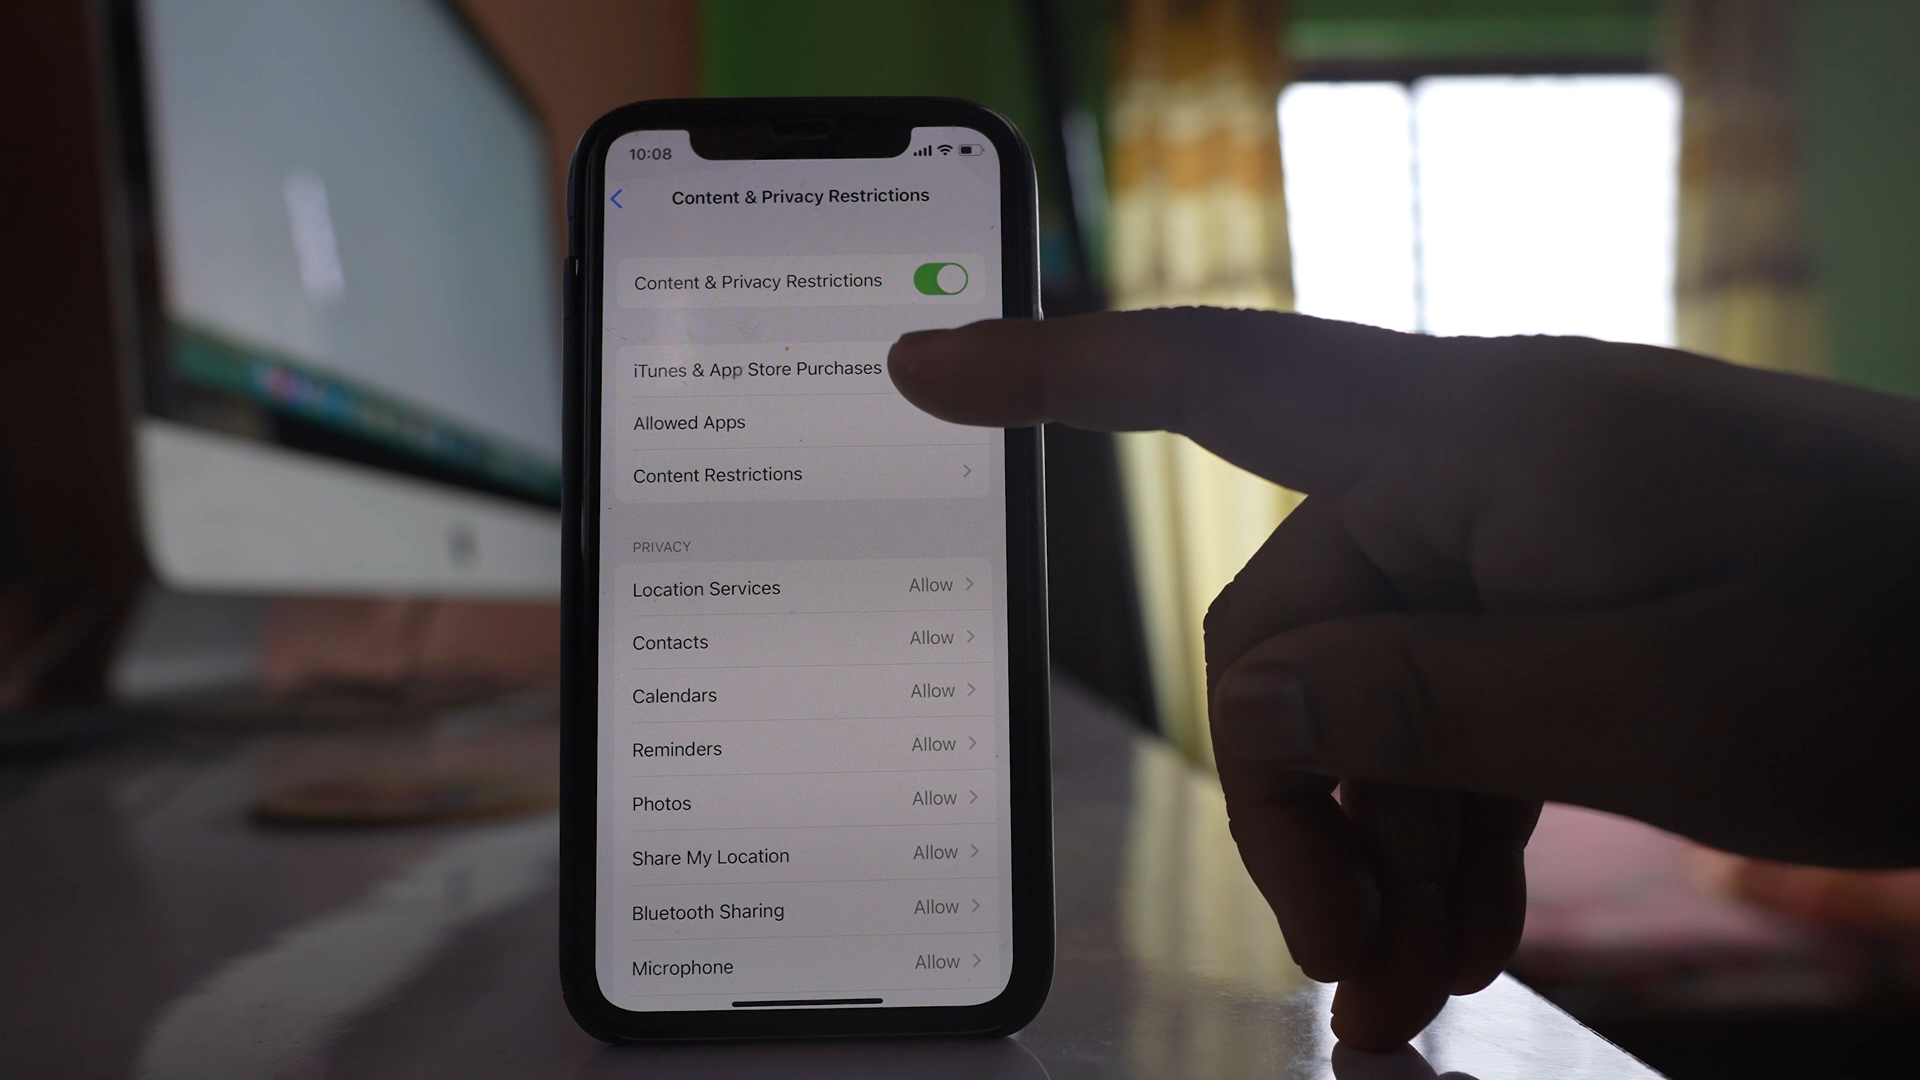 10:08
Content & Privacy Restrictions
Content & Privacy Restrictions
iTunes & App Store Purchases
Allowed Apps
Content Restrictions
PRIVACY
Location Services Allow
Contacts Allow
Calendars Allow
Reminders Allow
Photos Allow
Share My Location Allow
Bluetooth Sharing Allow
Microphone Allow